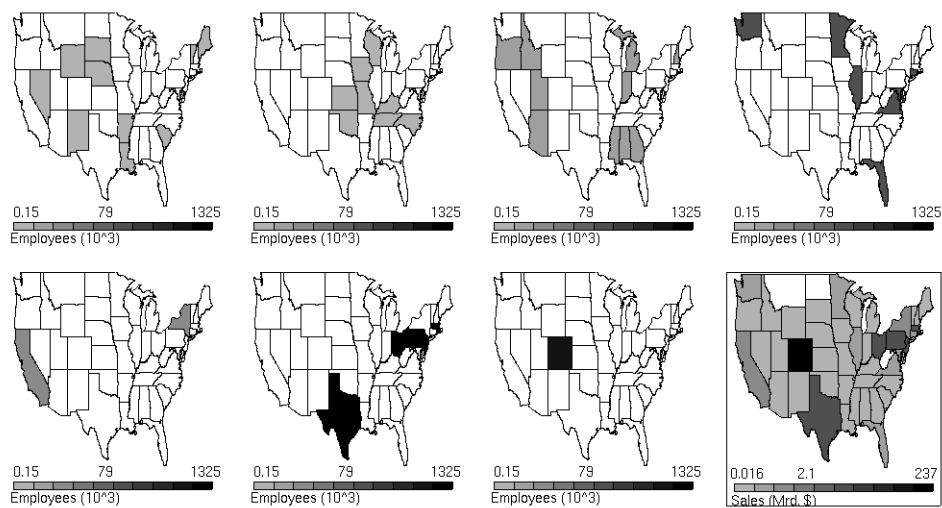 0.15 79 1325
Employees (10^3)
0.15 79 1325
Employees (10^3)
0.15 79 1325
Employees (10^3)
0.15 79 1325
Employees (10^3)
0.15 79 1325
Employees (10^3)
0.15 79 1325
Employees (10^3)
0.15 79 1325
Employees (10^3)
0.016 2.1 237
Sales (Mrd. $)